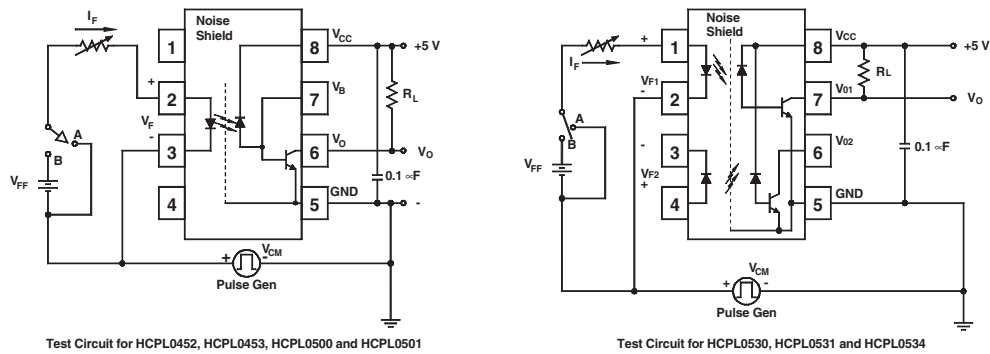 I_F
Noise
Shield
1
8
V_CC
+5 V
+
2
7
V_B
R_L
V_F
A
-
3
6
V_O
V_O
B
0.1 ∝F
V_FF
4
5
GND
-
+
V_CM
-
Pulse Gen
Test Circuit for HCPL0452, HCPL0453, HCPL0500 and HCPL0501
Noise
Shield
+
1
8
V_CC
+5 V
I_F
R_L
V_F1
-
2
7
V_01
V_O
A
B
-
3
6
V_02
0.1 ∝F
V_FF
V_F2
+
4
5
GND
V_CM
+
-
Pulse Gen
Test Circuit for HCPL0530, HCPL0531 and HCPL0534